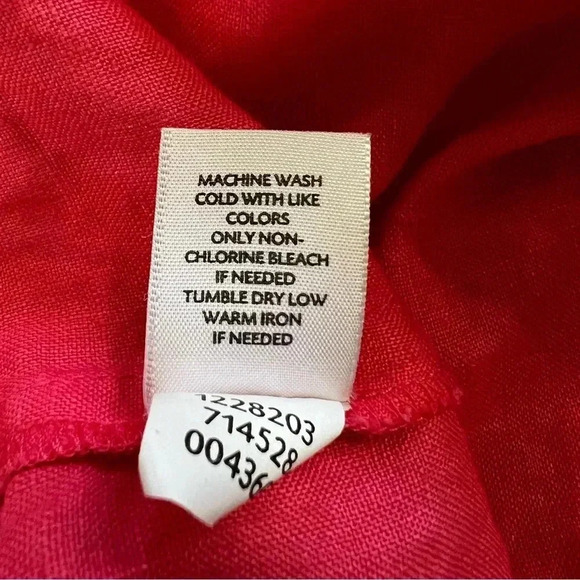 MACHINE WASH
COLD WITH LIKE
COLORS
ONLY NON-
CHLORINE BLEACH
IF NEEDED
TUMBLE DRY LOW
WARM IRON
IF NEEDED
1228203
714528
00436